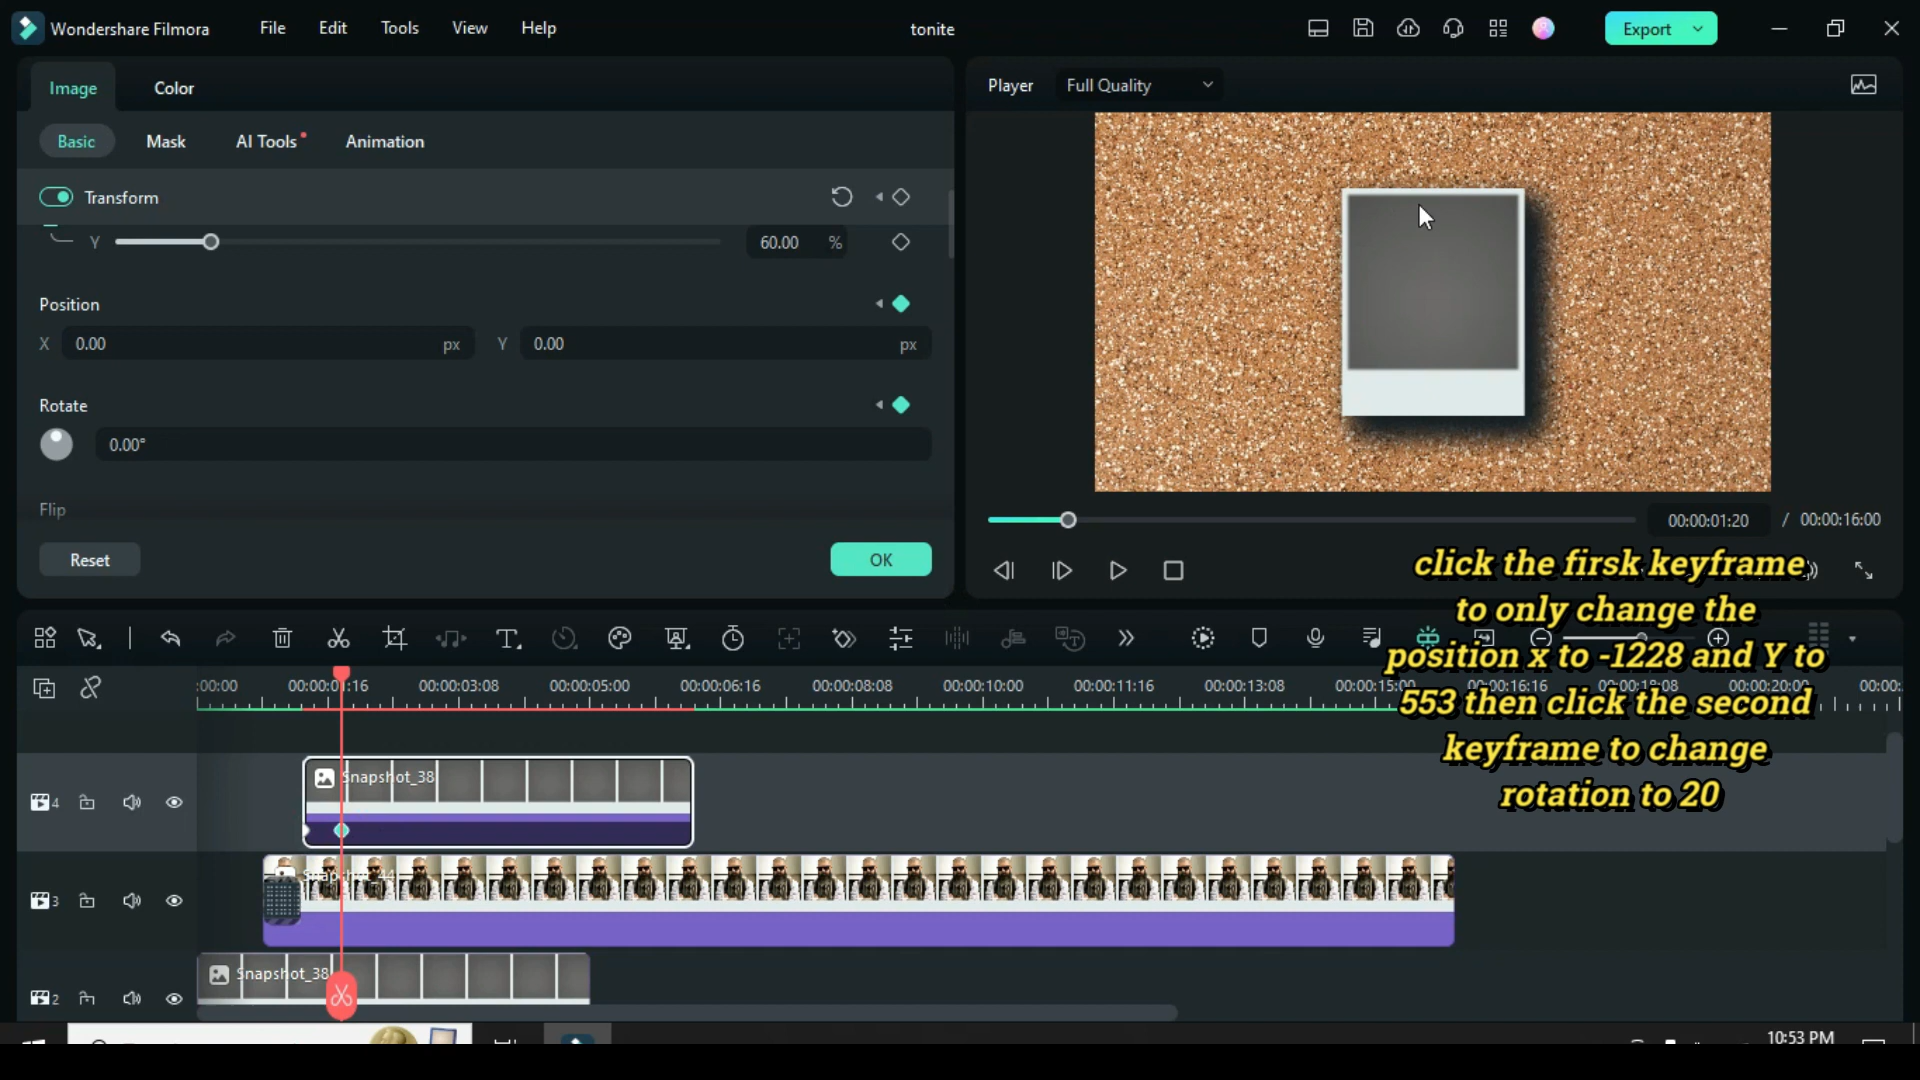 Wondershare Filmora File Edit Tools View Help tonite Export
Image Color
Player Full Quality
Basic Mask AI Tools Animation
Transform
Y 60.00 %
Position
X 0.00 px Y 0.00 px
Rotate
0.00°
Flip
Reset OK
00:00:01:20 / 00:00:16:00
click the firsk keyframe
to only change the
position x to -1228 and Y to
553 then click the second
keyframe to change
rotation to 20
:00:00 00:00:01:16 00:00:03:08 00:00:05:00 00:00:06:16 00:00:08:08 00:00:10:00 00:00:11:16 00:00:13:08 00:00:15:00 00:00:16:16 00:00:18:08 00:00:20:00 00:00:
Snapshot_38
4
Snapshot_44
3
Snapshot_38
2
10:53 PM